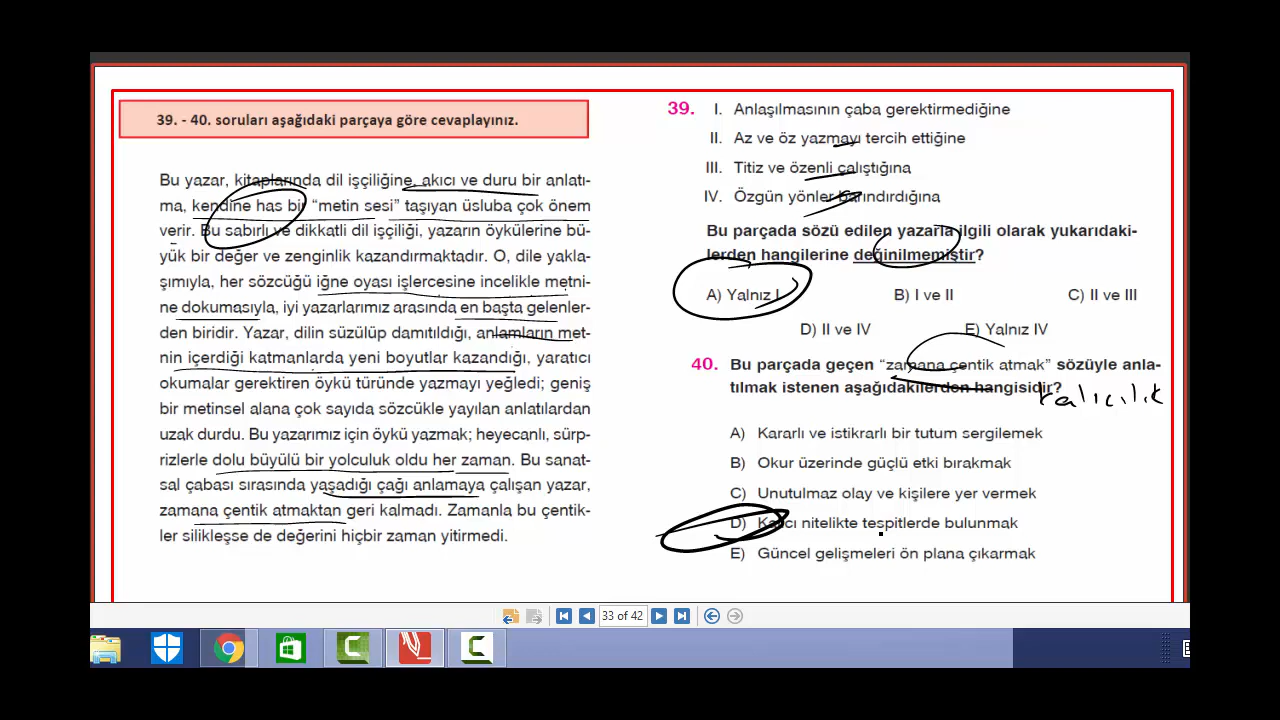 39. - 40. soruları aşağıdaki parçaya göre cevaplayınız.
Bu yazar, kitaplarında dil işçiliğine, akıcı ve duru bir anlatı-
ma, kendine has bir “metin sesi” taşıyan üsluba çok önem
verir. Bu sabırlı ve dikkatli dil işçiliği, yazarın öykülerine bü-
yük bir değer ve zenginlik kazandırmaktadır. O, dile yakla-
şımıyla, her sözcüğü iğne oyası işlercesine incelikle metni-
ne dokumasıyla, iyi yazarlarımız arasında en başta gelenler-
den biridir. Yazar, dilin süzülüp damıtıldığı, anlamların met-
nin içerdiği katmanlarda yeni boyutlar kazandığı, yaratıcı
okumalar gerektiren öykü türünde yazmayı yeğledi; geniş
bir metinsel alana çok sayıda sözcükle yayılan anlatılardan
uzak durdu. Bu yazarımız için öykü yazmak; heyecanlı, sürp-
rizlerle dolu büyülü bir yolculuk oldu her zaman. Bu sanat-
sal çabası sırasında yaşadığı çağı anlamaya çalışan yazar,
zamana çentik atmaktan geri kalmadı. Zamanla bu çentik-
ler silikleşse de değerini hiçbir zaman yitirmedi.
39. I. Anlaşılmasının çaba gerektirmediğine
II. Az ve öz yazmayı tercih ettiğine
III. Titiz ve özenli çalıştığına
IV. Özgün yönler barındırdığına
Bu parçada sözü edilen yazarla ilgili olarak yukarıdaki-
lerden hangilerine değinilmemiştir?
A) Yalnız I B) I ve II C) II ve III
D) II ve IV E) Yalnız IV
40. Bu parçada geçen “zamana çentik atmak” sözüyle anla-
tılmak istenen aşağıdakilerden hangisidir?
kalıcılık
A) Kararlı ve istikrarlı bir tutum sergilemek
B) Okur üzerinde güçlü etki bırakmak
C) Unutulmaz olay ve kişilere yer vermek
D) Kalıcı nitelikte tespitlerde bulunmak
E) Güncel gelişmeleri ön plana çıkarmak
33 of 42